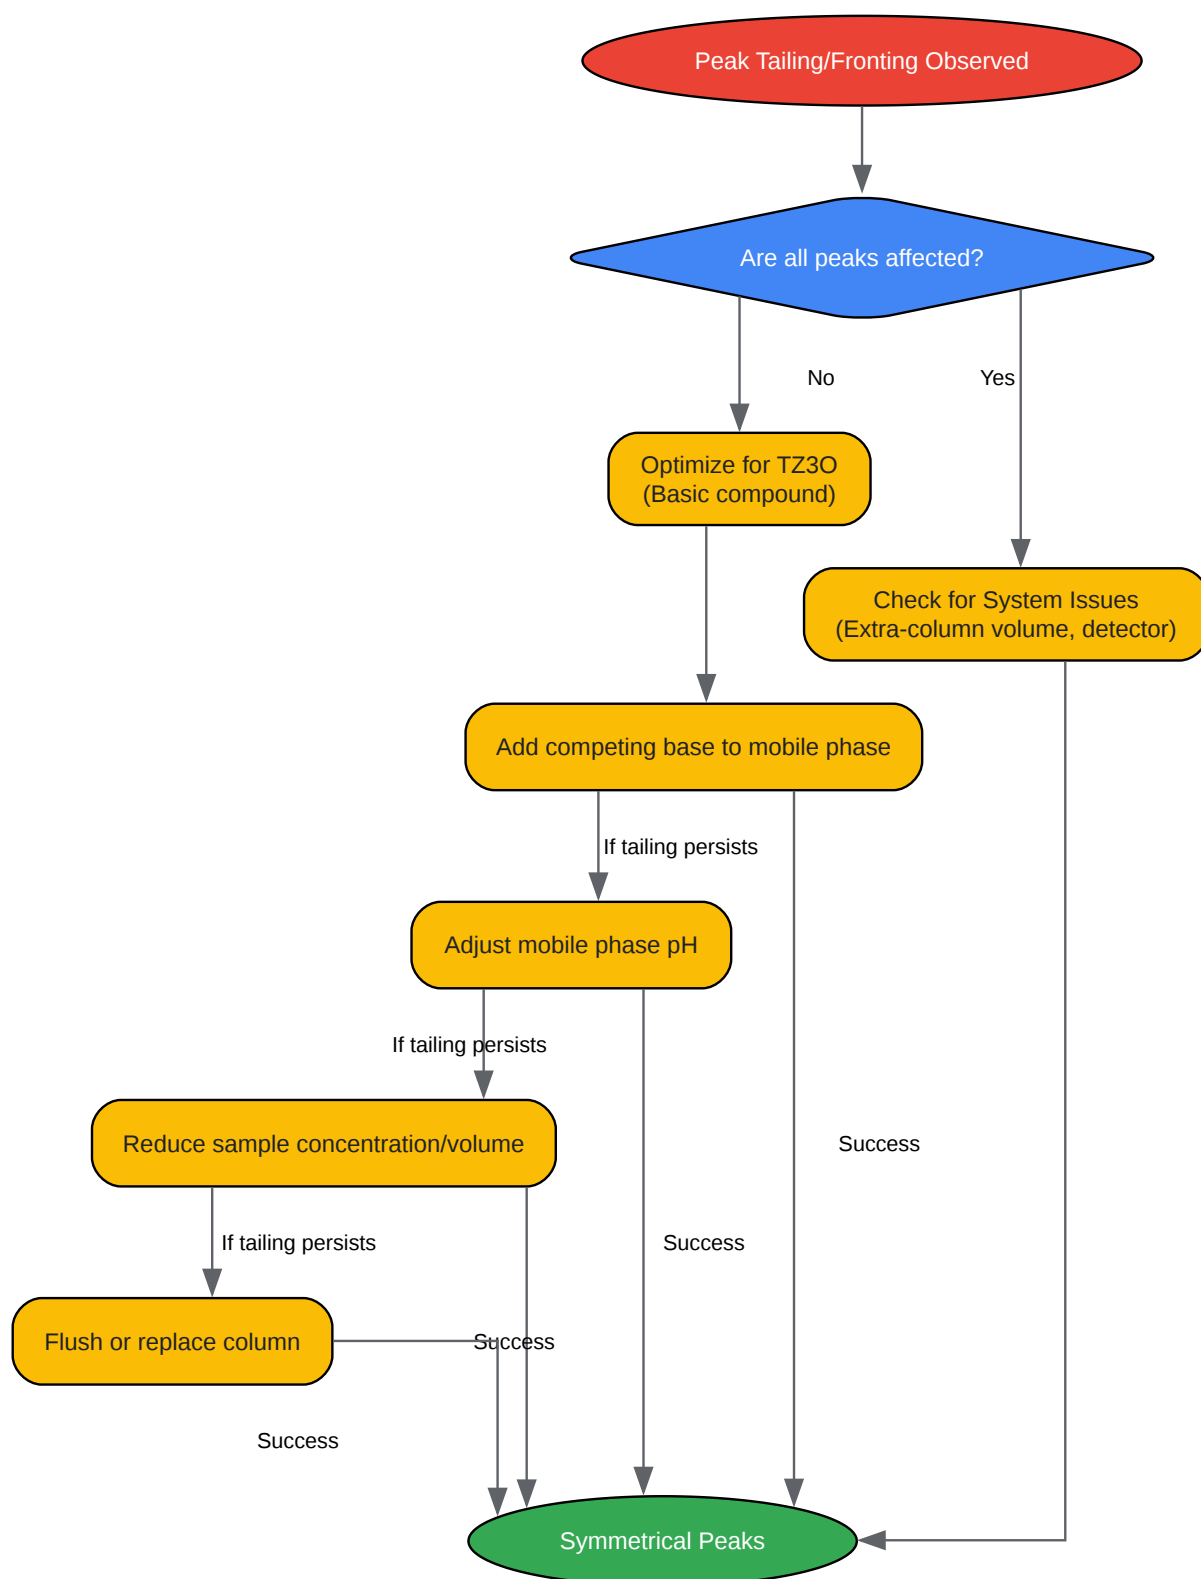 Peak Tailing/Fronting Observed
Are all peaks affected?
No
Yes
Optimize for TZ3O
(Basic compound)
Check for System Issues
(Extra-column volume, detector)
Add competing base to mobile phase
If tailing persists
Adjust mobile phase pH
If tailing persists
Reduce sample concentration/volume
Success
If tailing persists
Success
Flush or replace column
Success
Success
Symmetrical Peaks